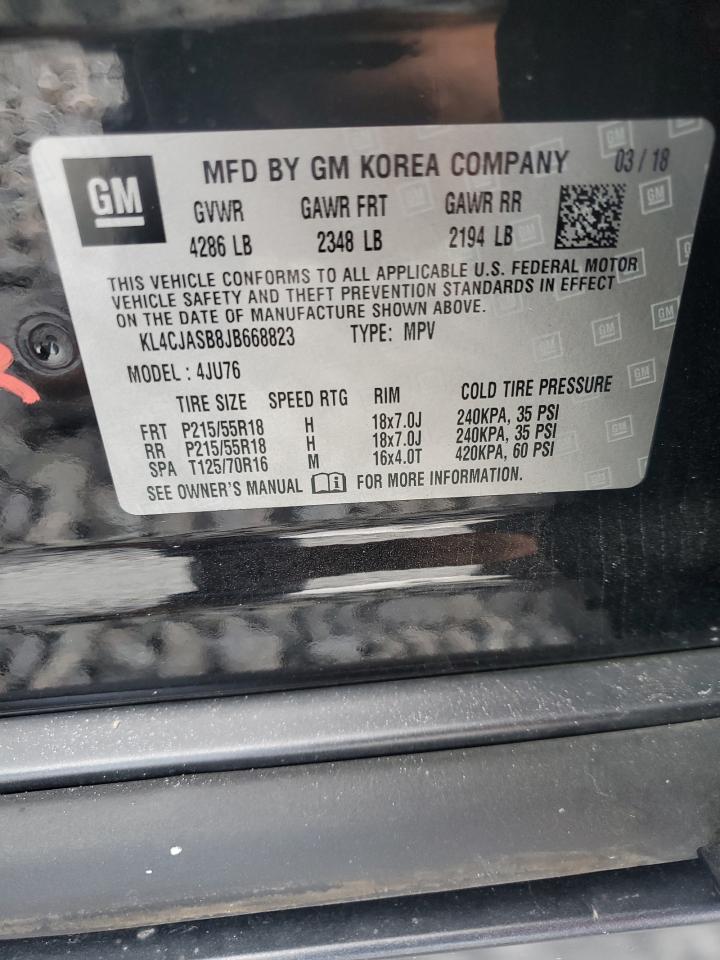 GM
MFD BY GM KOREA COMPANY 03 / 18
GVWR GAWR FRT GAWR RR
4286 LB 2348 LB 2194 LB
THIS VEHICLE CONFORMS TO ALL APPLICABLE U.S. FEDERAL MOTOR
VEHICLE SAFETY AND THEFT PREVENTION STANDARDS IN EFFECT
ON THE DATE OF MANUFACTURE SHOWN ABOVE.
KL4CJASB8JB668823 TYPE: MPV
MODEL : 4JU76
TIRE SIZE SPEED RTG RIM COLD TIRE PRESSURE
FRT P215/55R18 H 18x7.0J 240KPA, 35 PSI
RR P215/55R18 H 18x7.0J 240KPA, 35 PSI
SPA T125/70R16 M 16x4.0T 420KPA, 60 PSI
SEE OWNER'S MANUAL FOR MORE INFORMATION.